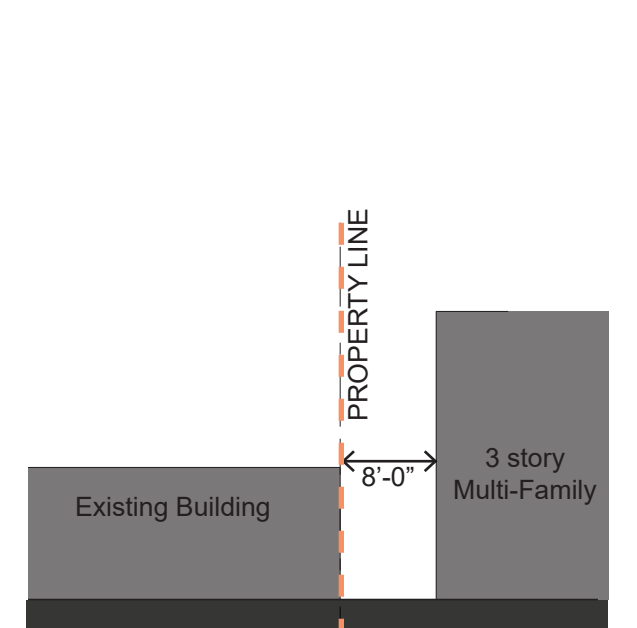 PROPERTY LINE
8’-0”
3 story
Multi-Family
Existing Building